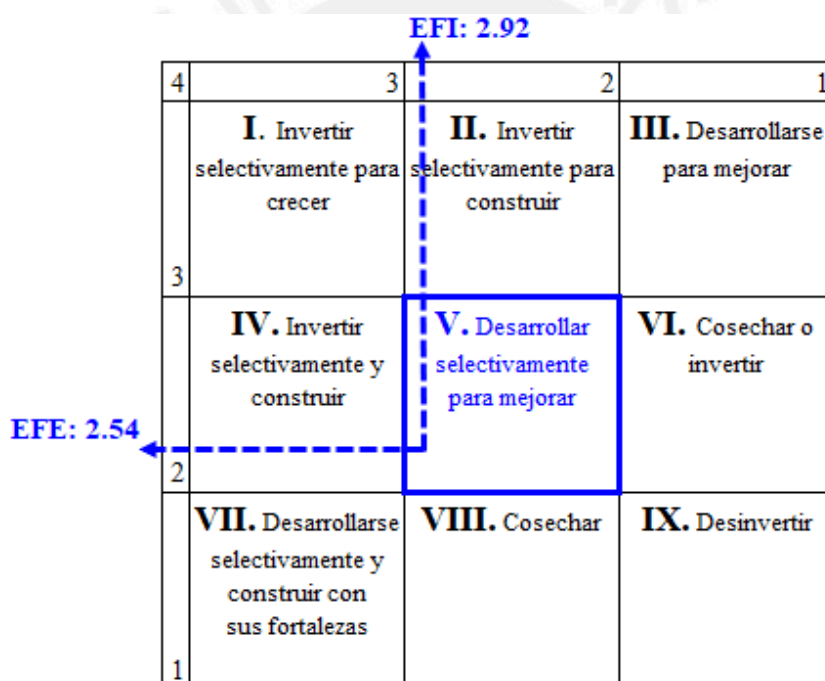 EFI: 2.92
4
3
2
1
I. Invertir
selectivamente para
crecer
II. Invertir
selectivamente para
construir
III. Desarrollarse
para mejorar
3
IV. Invertir
selectivamente y
construir
V. Desarrollar
selectivamente
para mejorar
VI. Cosechar o
invertir
EFE: 2.54
2
VII. Desarrollarse
selectivamente y
construir con
sus fortalezas
VIII. Cosechar
IX. Desinvertir
1